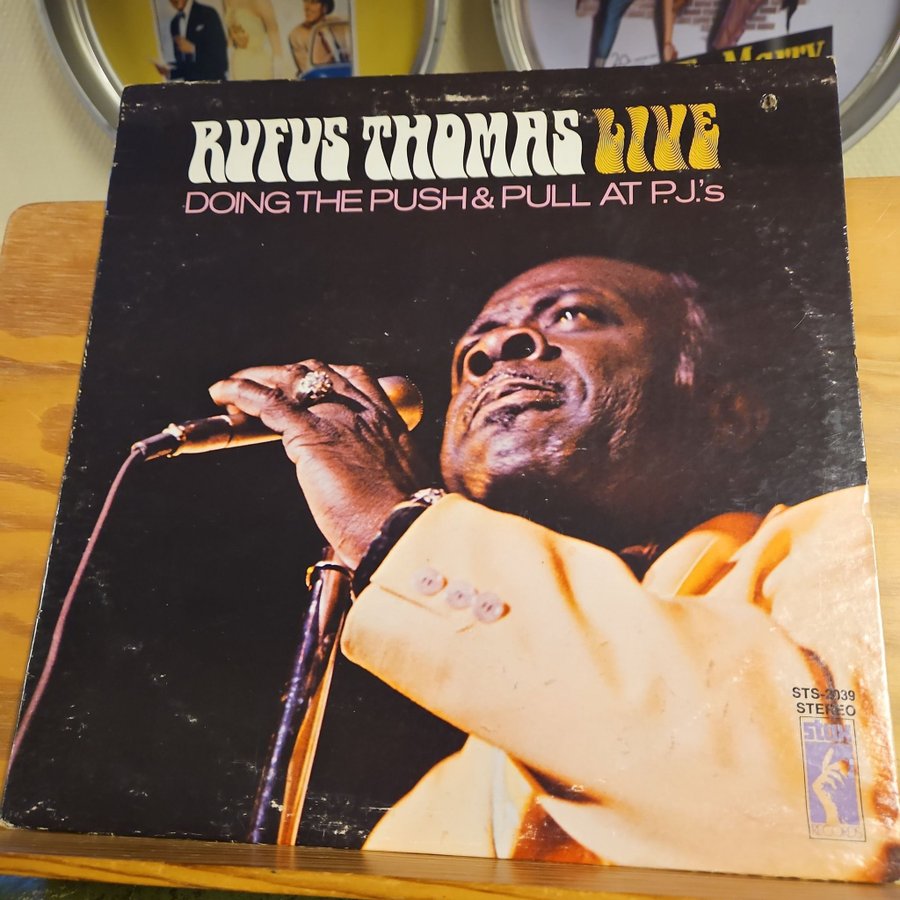 RUFUS THOMAS LIVE
DOING THE PUSH & PULL AT P.J.'s
STS-2039
STEREO
stax
RECORDS